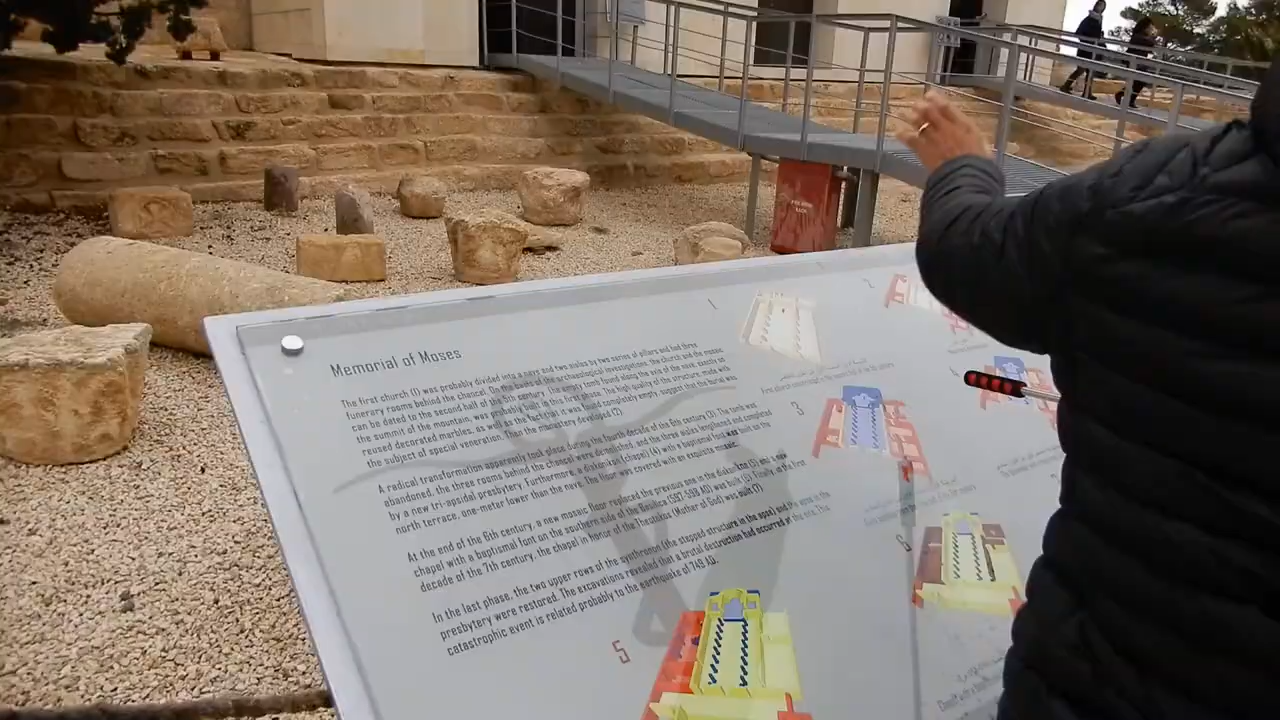 Memorial of Moses
The first church (1) was probably divided into a nave and two aisles by two series of pillars and had three
funerary rooms behind the chancel. On the basis of the archaeological investigations, the church and the
can be dated to the second half of the 5th century. The empty tomb found along the axis of the nave, exactly on
the summit of the mountain, was probably built in this first phase. The high quality of the structure, made with
reused decorated marbles, as well as the fact that it was found completely empty, suggest that the burial was
the subject of special veneration. Then the monastery developed (2)
A radical transformation apparently took place during the fourth decade of the 6th century (3). The tomb was
abandoned, the three rooms behind the chancel were demolished, and the three aisles lengthened and completed
by a new tri-apsidal presbytery. Furthermore, a diakonikon (chapel) (4) with a baptismal font was built on the
north terrace, one-meter lower than the nave. The floor was covered with an exquisite mosaic.
At the end of the 6th century, a new mosaic floor replaced the previous one in the diakonikon (5) and a new
chapel with a baptismal font on the southern side of the Basilica (597-598 AD) was built (6). Finally, in the first
decade of the 7th century, the chapel in honor of the Theotokos (Mother of God) was built (7)
In the last phase, the two upper rows of the synthronon (the stepped structure in the apse) and the
presbytery were restored. The excavations revealed that a brutal destruction had occurred at the site. This
catastrophic event is related probably to the earthquake of 749 AD.
1
2
3
5
6